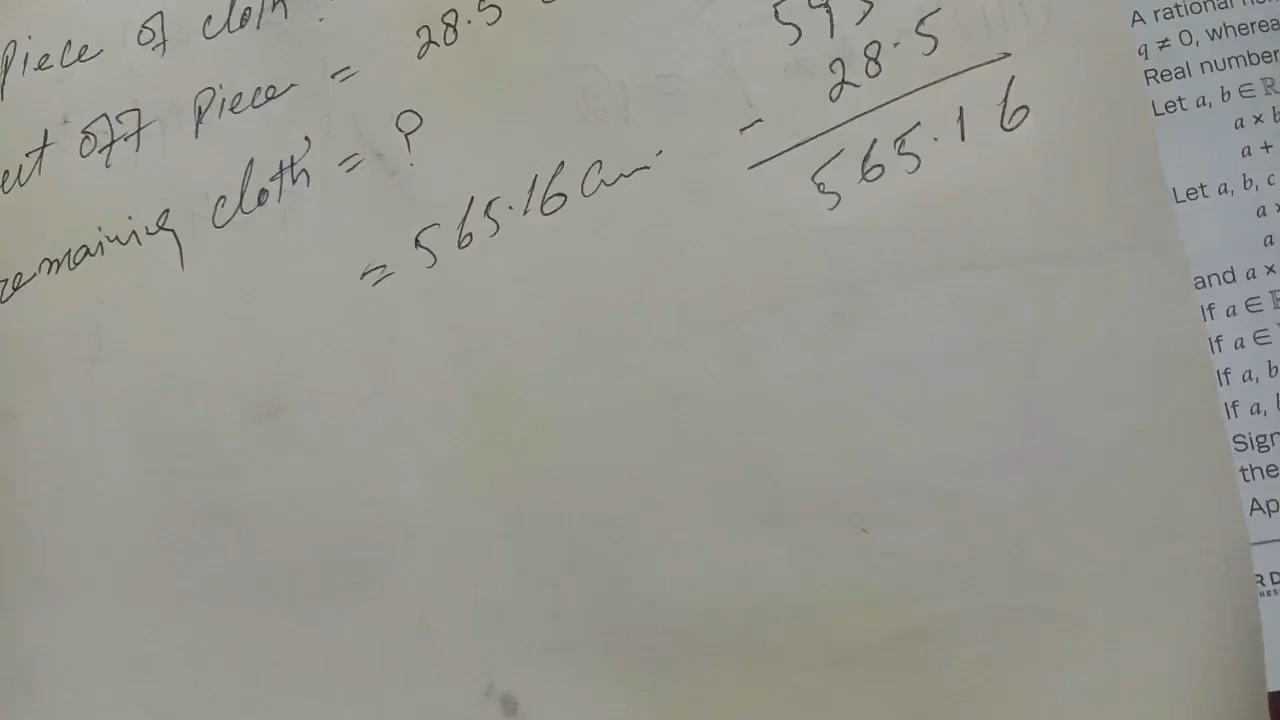 Piece of cloth
28.5
cut off Piece =
remaining cloth = ?
= 565.16 cm
28.5
-
565.16
A rational
q ≠ 0, wherea
Real number
Let a, b ∈ ℝ
a × b
a +
Let a, b, c
a ×
a
and a ×
If a ∈
If a ∈
If a, b
If a,
Sign
the
Ap